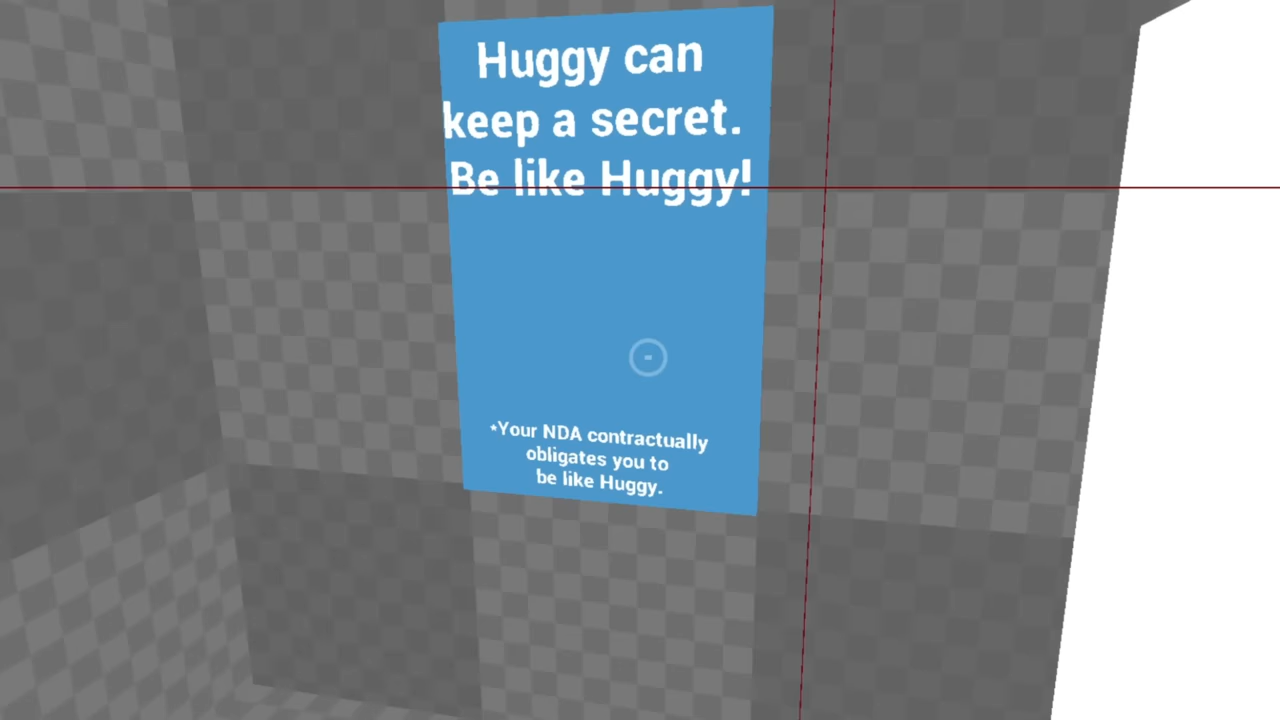 Huggy can
keep a secret.
Be like Huggy!
*Your NDA contractually
obligates you to
be like Huggy.